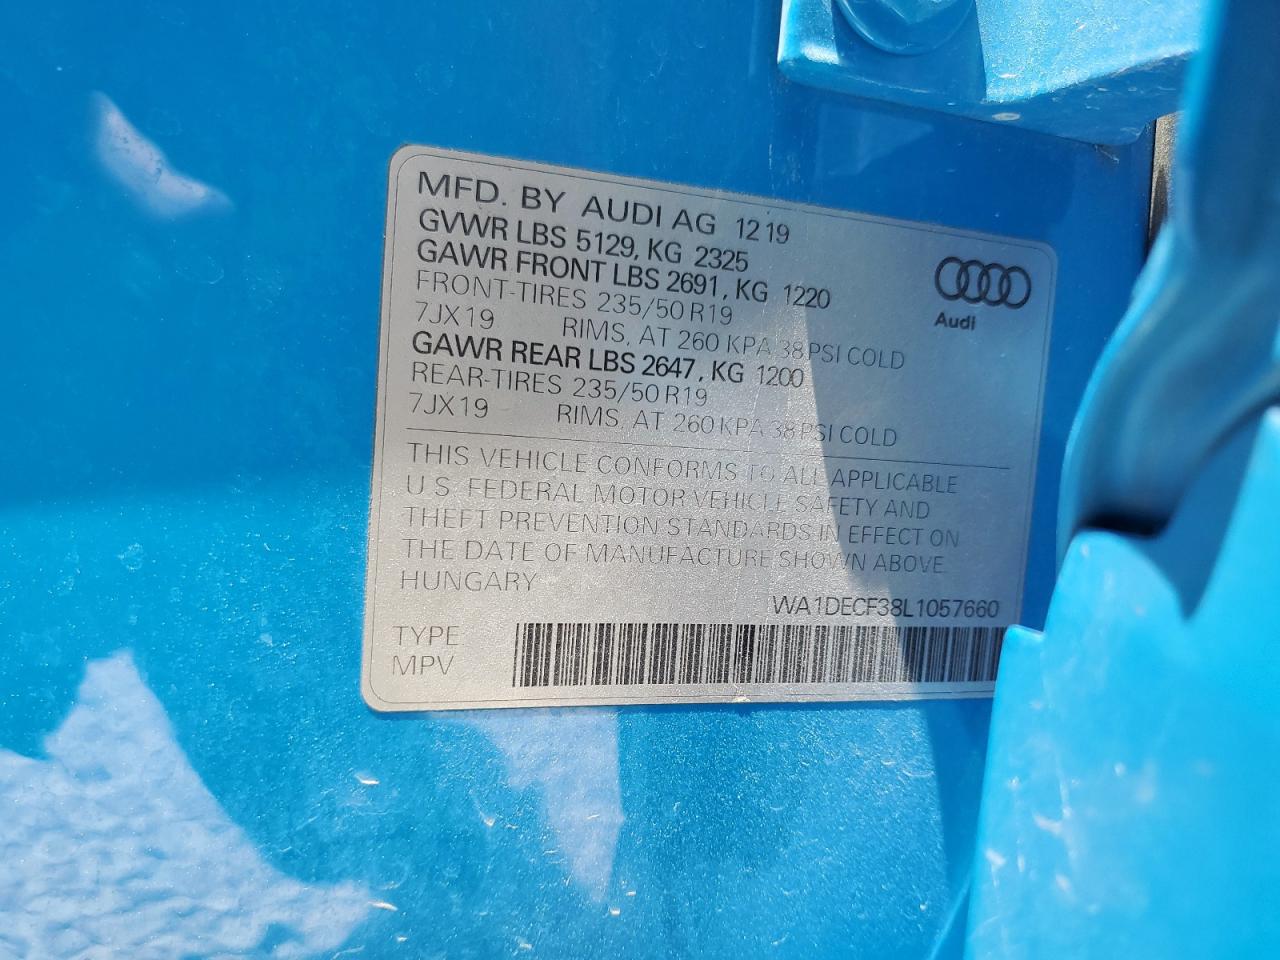 MFD. BY AUDI AG 12 19
GVWR LBS 5129, KG 2325
GAWR FRONT LBS 2691, KG 1220
FRONT-TIRES 235/50 R19
7JX19 RIMS, AT 260 KPA 38 PSI COLD
GAWR REAR LBS 2647, KG 1200
REAR-TIRES 235/50 R19
7JX19 RIMS, AT 260 KPA 38 PSI COLD
Audi
THIS VEHICLE CONFORMS TO ALL APPLICABLE
U.S. FEDERAL MOTOR VEHICLE SAFETY AND
THEFT PREVENTION STANDARDS IN EFFECT ON
THE DATE OF MANUFACTURE SHOWN ABOVE.
HUNGARY
WA1DECF38L1057660
TYPE
MPV